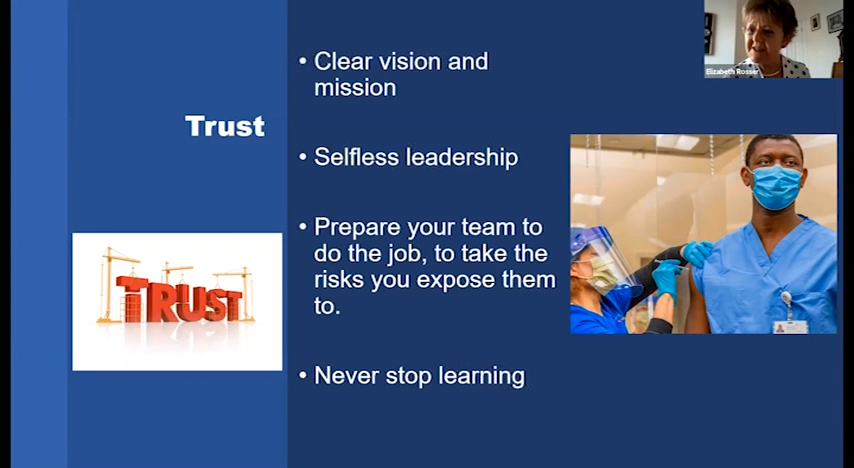 Trust
TRUST
• Clear vision and
mission
• Selfless leadership
• Prepare your team to
do the job, to take the
risks you expose them
to.
• Never stop learning
Elizabeth Rosser